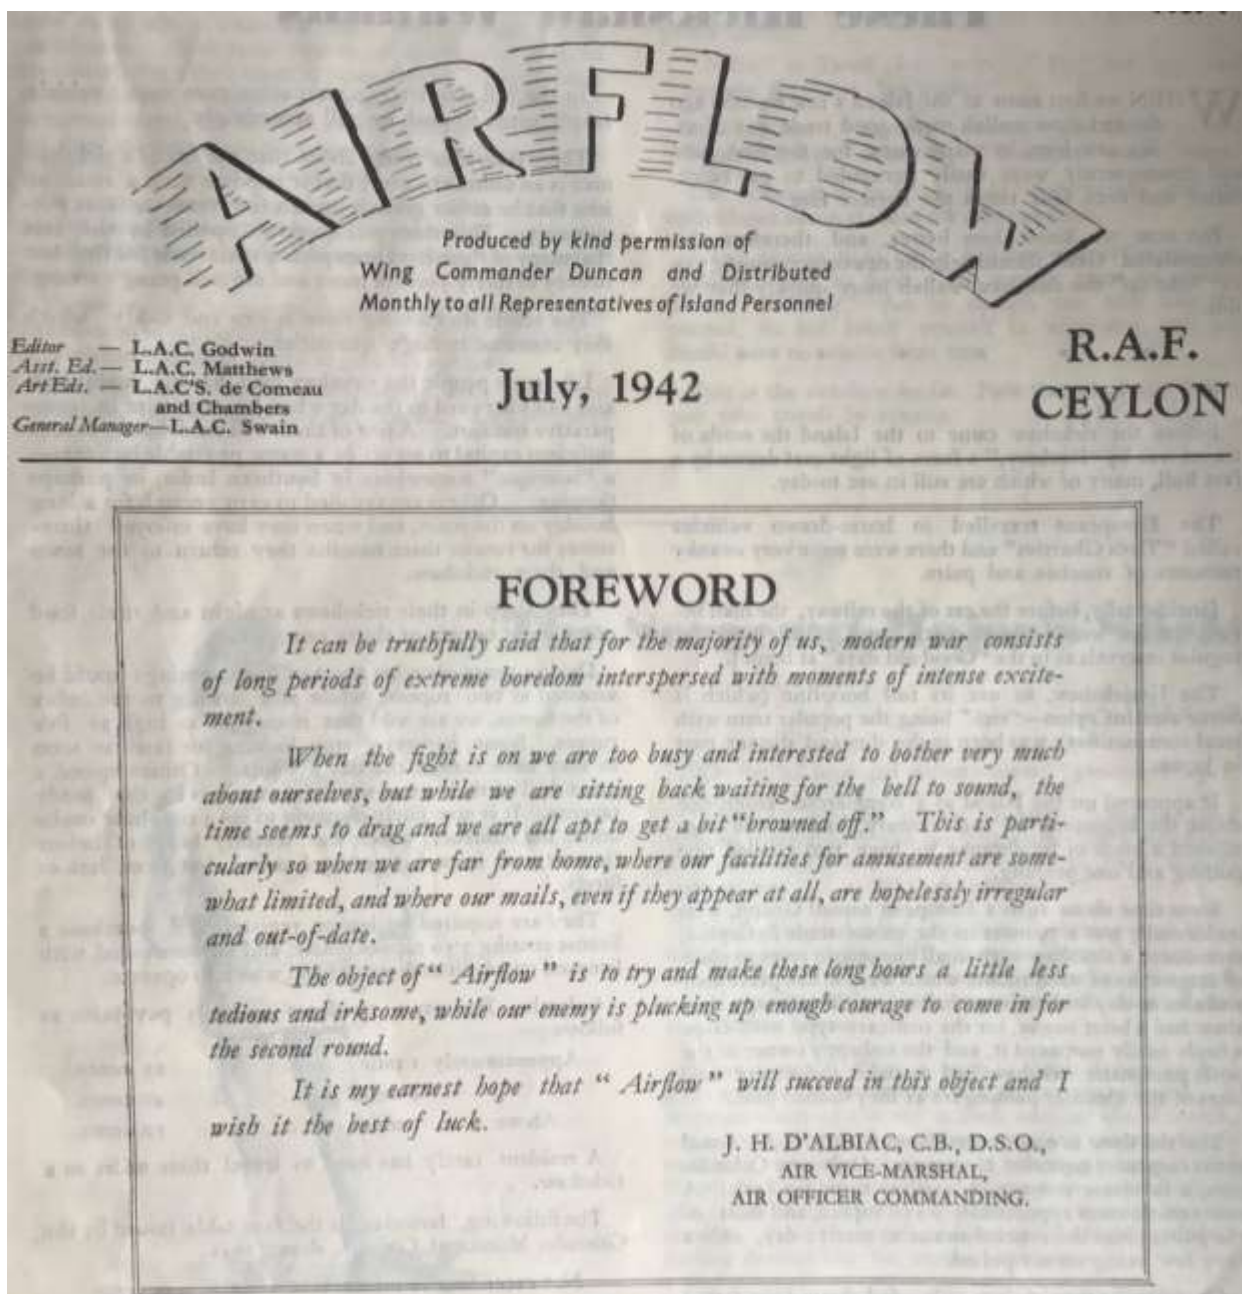 AIRFLOW
Produced by kind permission of
Wing Commander Duncan and Distributed
Monthly to all Representatives of Island Personnel
Editor — L.A.C. Godwin
Asst. Ed. — L.A.C. Matthews
Art Eds. — L.A.C'S. de Comeau
and Chambers
General Manager—L.A.C. Swain
July, 1942
R.A.F.
CEYLON
FOREWORD
It can be truthfully said that for the majority of us, modern war consists
of long periods of extreme boredom interspersed with moments of intense excite-
ment.
When the fight is on we are too busy and interested to bother very much
about ourselves, but while we are sitting back waiting for the bell to sound, the
time seems to drag and we are all apt to get a bit "browned off." This is parti-
cularly so when we are far from home, where our facilities for amusement are some-
what limited, and where our mails, even if they appear at all, are hopelessly irregular
and out-of-date.
The object of "Airflow" is to try and make these long hours a little less
tedious and irksome, while our enemy is plucking up enough courage to come in for
the second round.
It is my earnest hope that "Airflow" will succeed in this object and I
wish it the best of luck.
J. H. D'ALBIAC, C.B., D.S.O.,
AIR VICE-MARSHAL,
AIR OFFICER COMMANDING.